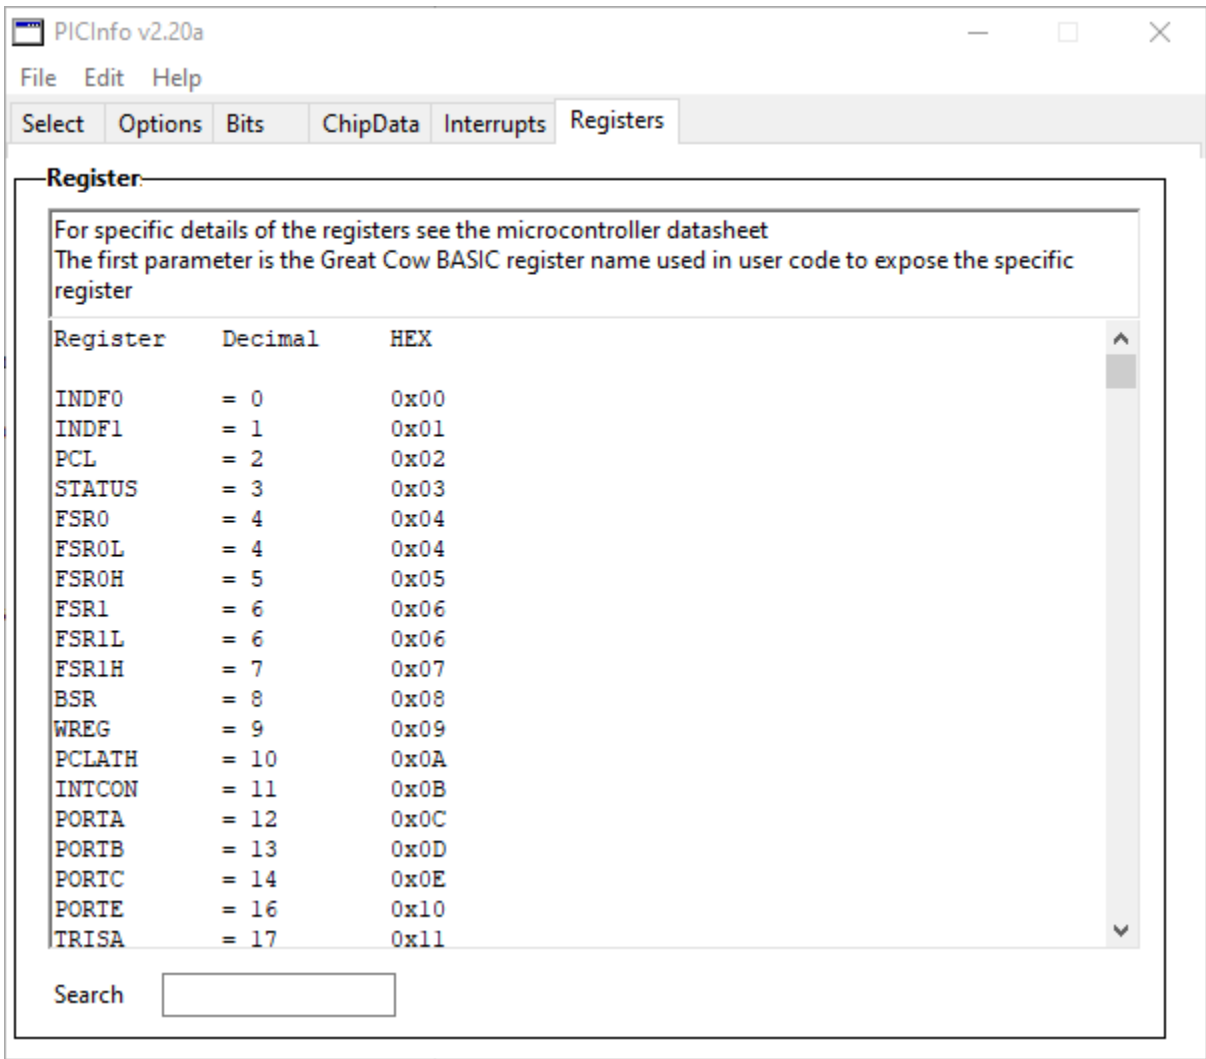 PICInfo v2.20a
File Edit Help
Select Options Bits ChipData Interrupts Registers
Register
For specific details of the registers see the microcontroller datasheet
The first parameter is the Great Cow BASIC register name used in user code to expose the specific
register
Register Decimal HEX
INDF0 = 0 0x00
INDF1 = 1 0x01
PCL = 2 0x02
STATUS = 3 0x03
FSR0 = 4 0x04
FSR0L = 4 0x04
FSR0H = 5 0x05
FSR1 = 6 0x06
FSR1L = 6 0x06
FSR1H = 7 0x07
BSR = 8 0x08
WREG = 9 0x09
PCLATH = 10 0x0A
INTCON = 11 0x0B
PORTA = 12 0x0C
PORTB = 13 0x0D
PORTC = 14 0x0E
PORTE = 16 0x10
TRISA = 17 0x11
Search